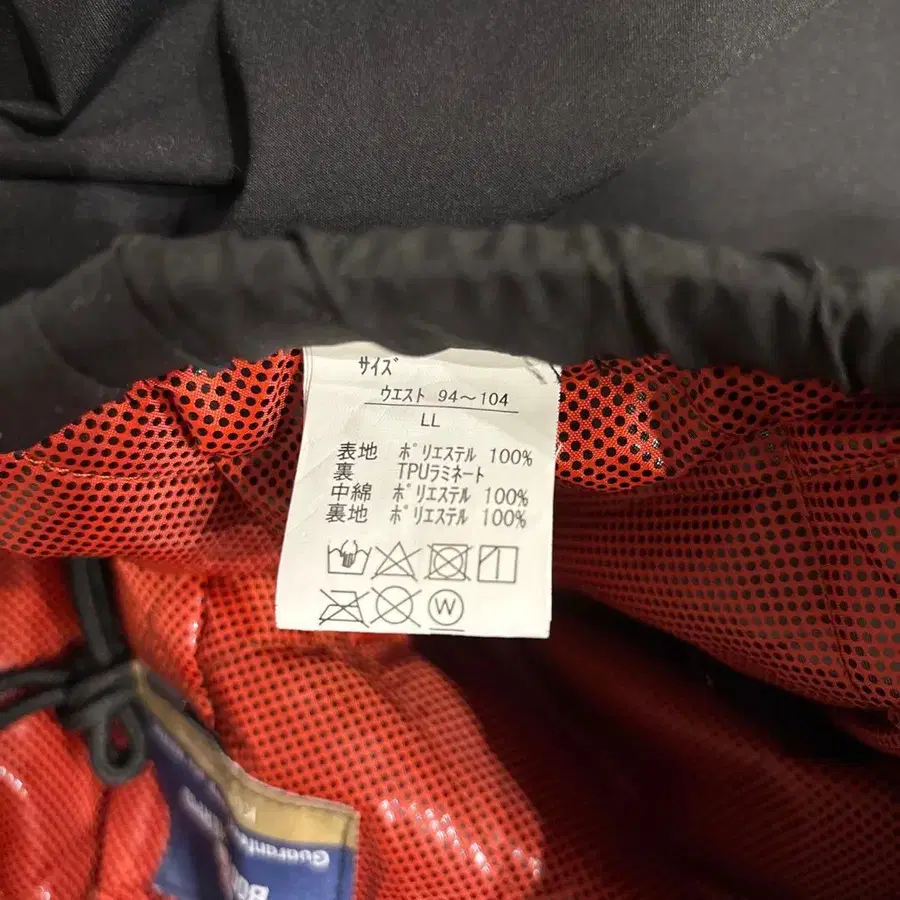 サイズ
ウエスト 94～104
LL
表地 ポリエステル 100%
裏 TPUラミネート
中綿 ポリエステル 100%
裏地 ポリエステル 100%
W
Guarante